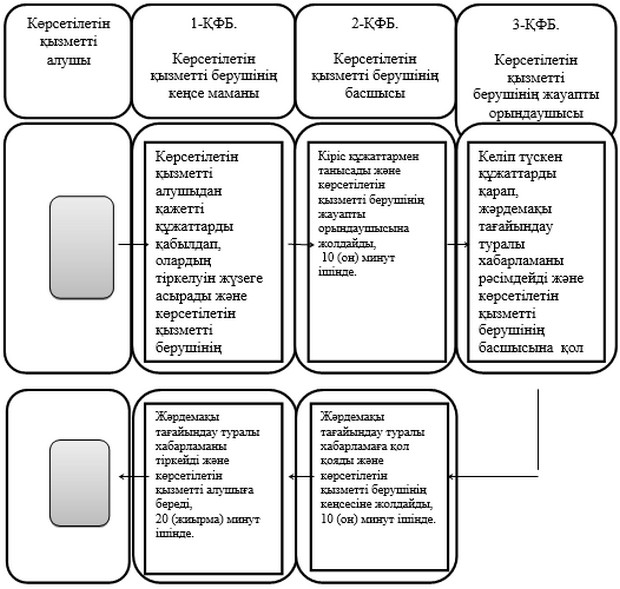 Көрсетілетін
қызметті
алушы
1-ҚФБ.
Көрсетілетін
қызметті берушінің
кеңсе маманы
2-ҚФБ.
Көрсетілетін
қызметті берушінің
басшысы
3-ҚФБ.
Көрсетілетін
қызметті
берушінің жауапты
орындаушысы
Көрсетілетін
қызметті
алушыдан
қажетті
құжаттарды
қабылдап,
олардың
тіркелуін жүзеге
асырады және
көрсетілетін
қызметті
берушінің
Кіріс құжаттармен
танысады және
көрсетілетін
қызметті берушінің
жауапты
орындаушысына
жолдайды,
10 (он) минут
ішінде.
Келіп түскен
құжаттарды
қарап,
жәрдемақы
тағайындау
туралы
хабарламаны
рәсімдейді және
көрсетілетін
қызметті
берушінің
басшысына қол
Жәрдемақы
тағайындау туралы
хабарламаны
тіркейді және
көрсетілетін
қызметті алушыға
береді,
20 (жиырма) минут
ішінде.
Жәрдемақы
тағайындау туралы
хабарламаға қол
қояды және
көрсетілетін
қызметті берушінің
кеңсесіне жолдайды,
10 (он) минут ішінде.